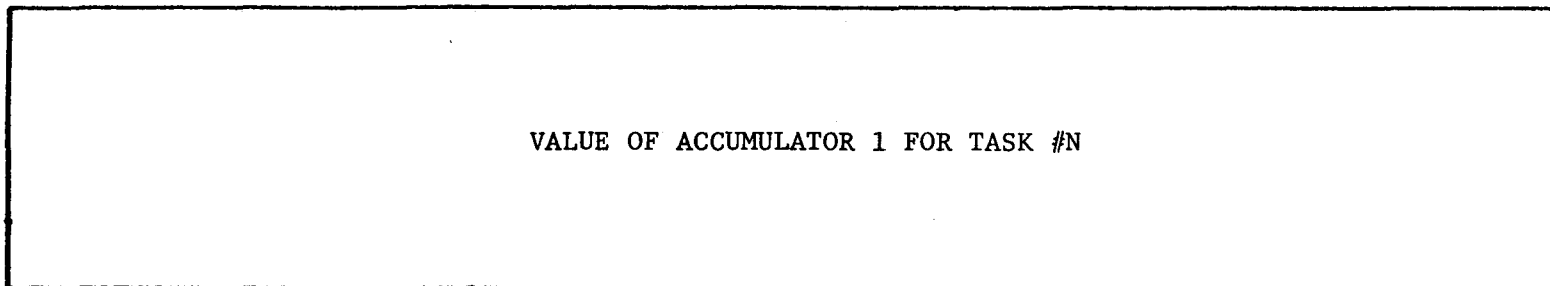 VALUE OF ACCUMULATOR 1 FOR TASK #N